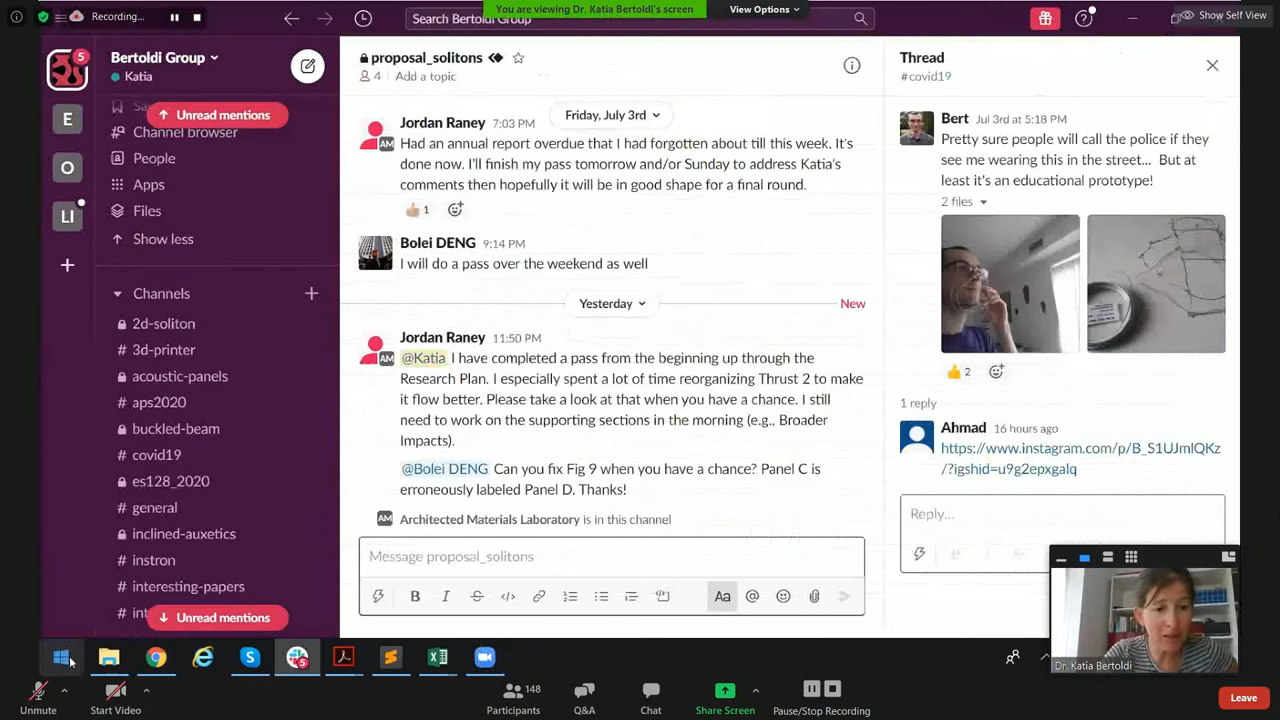 Recording...
You are viewing Dr. Katia Bertoldi's screen
View Options
Search Bertoldi Group
Show Self View
5
E
O
LI
Bertoldi Group
Katia
Unread mentions
Channel browser
People
Apps
Files
Show less
Channels
2d-soliton
# 3d-printer
acoustic-panels
# aps2020
buckled-beam
# covid19
# es128_2020
# general
inclined-auxetics
# instron
# interesting-papers
# int
Unread mentions
proposal_solitons
4 Add a topic
Friday, July 3rd
Jordan Raney 7:03 PM
AM
Had an annual report overdue that I had forgotten about till this week. It's
done now. I'll finish my pass tomorrow and/or Sunday to address Katia's
comments then hopefully it will be in good shape for a final round.
1
Bolei DENG 9:14 PM
I will do a pass over the weekend as well
Yesterday
New
Jordan Raney 11:50 PM
AM
@Katia I have completed a pass from the beginning up through the
Research Plan. I especially spent a lot of time reorganizing Thrust 2 to make
it flow better. Please take a look at that when you have a chance. I still
need to work on the supporting sections in the morning (e.g., Broader
Impacts).
@Bolei DENG Can you fix Fig 9 when you have a chance? Panel C is
erroneously labeled Panel D. Thanks!
AM Architected Materials Laboratory is in this channel
Message proposal_solitons
B I S </> Aa @
Thread
#covid19
Bert Jul 3rd at 5:18 PM
Pretty sure people will call the police if they
see me wearing this in the street... But at
least it's an educational prototype!
2 files
2
1 reply
Ahmad 16 hours ago
https://www.instagram.com/p/B_S1UJmlQKz
/?igshid=u9g2epxgalq
Reply...
Dr. Katia Bertoldi
5
Unmute
Start Video
148
Participants
Q&A
Chat
Share Screen
Pause/Stop Recording
Leave